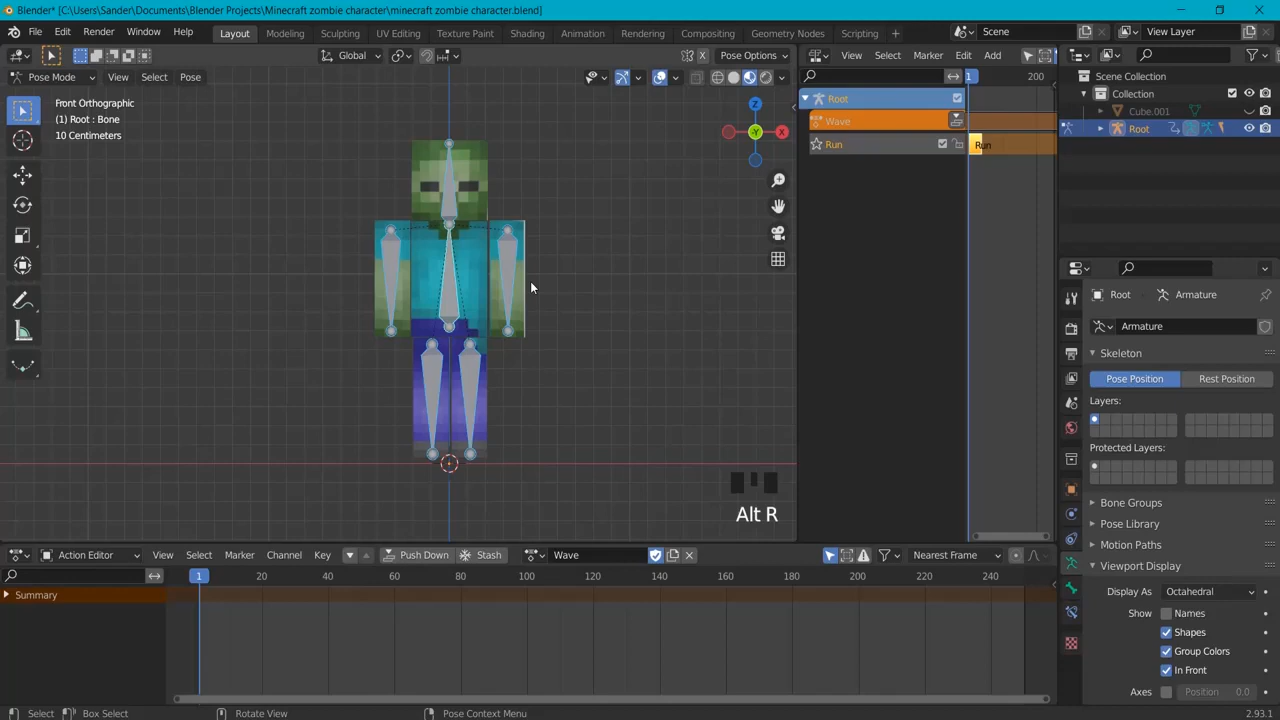 Blender* [C:\Users\Sander\Documents\Blender Projects\Minecraft zombie character\minecraft zombie character.blend]
File Edit Render Window Help Layout Modeling Sculpting UV Editing Texture Paint Shading Animation Rendering Compositing Geometry Nodes Scripting + Scene View Layer
Global Pose Options View Select Marker Edit Add
Pose Mode View Select Pose 1 200 Scene Collection
Front Orthographic
(1) Root : Bone
10 Centimeters
Root
Wave
Run Run
Collection
Cube.001
Root
Z
-Y
X
Root Armature
Armature
Skeleton
Pose Position Rest Position
Layers:
Protected Layers:
Bone Groups
Pose Library
Motion Paths
Viewport Display
Display As Octahedral
Show Names
Shapes
Group Colors
In Front
Axes Position 0.0
Alt R
Action Editor View Select Marker Channel Key Push Down Stash Wave Nearest Frame
1 20 40 60 80 100 120 140 160 180 200 220 240
Summary
Select Box Select Rotate View Pose Context Menu 2.93.1